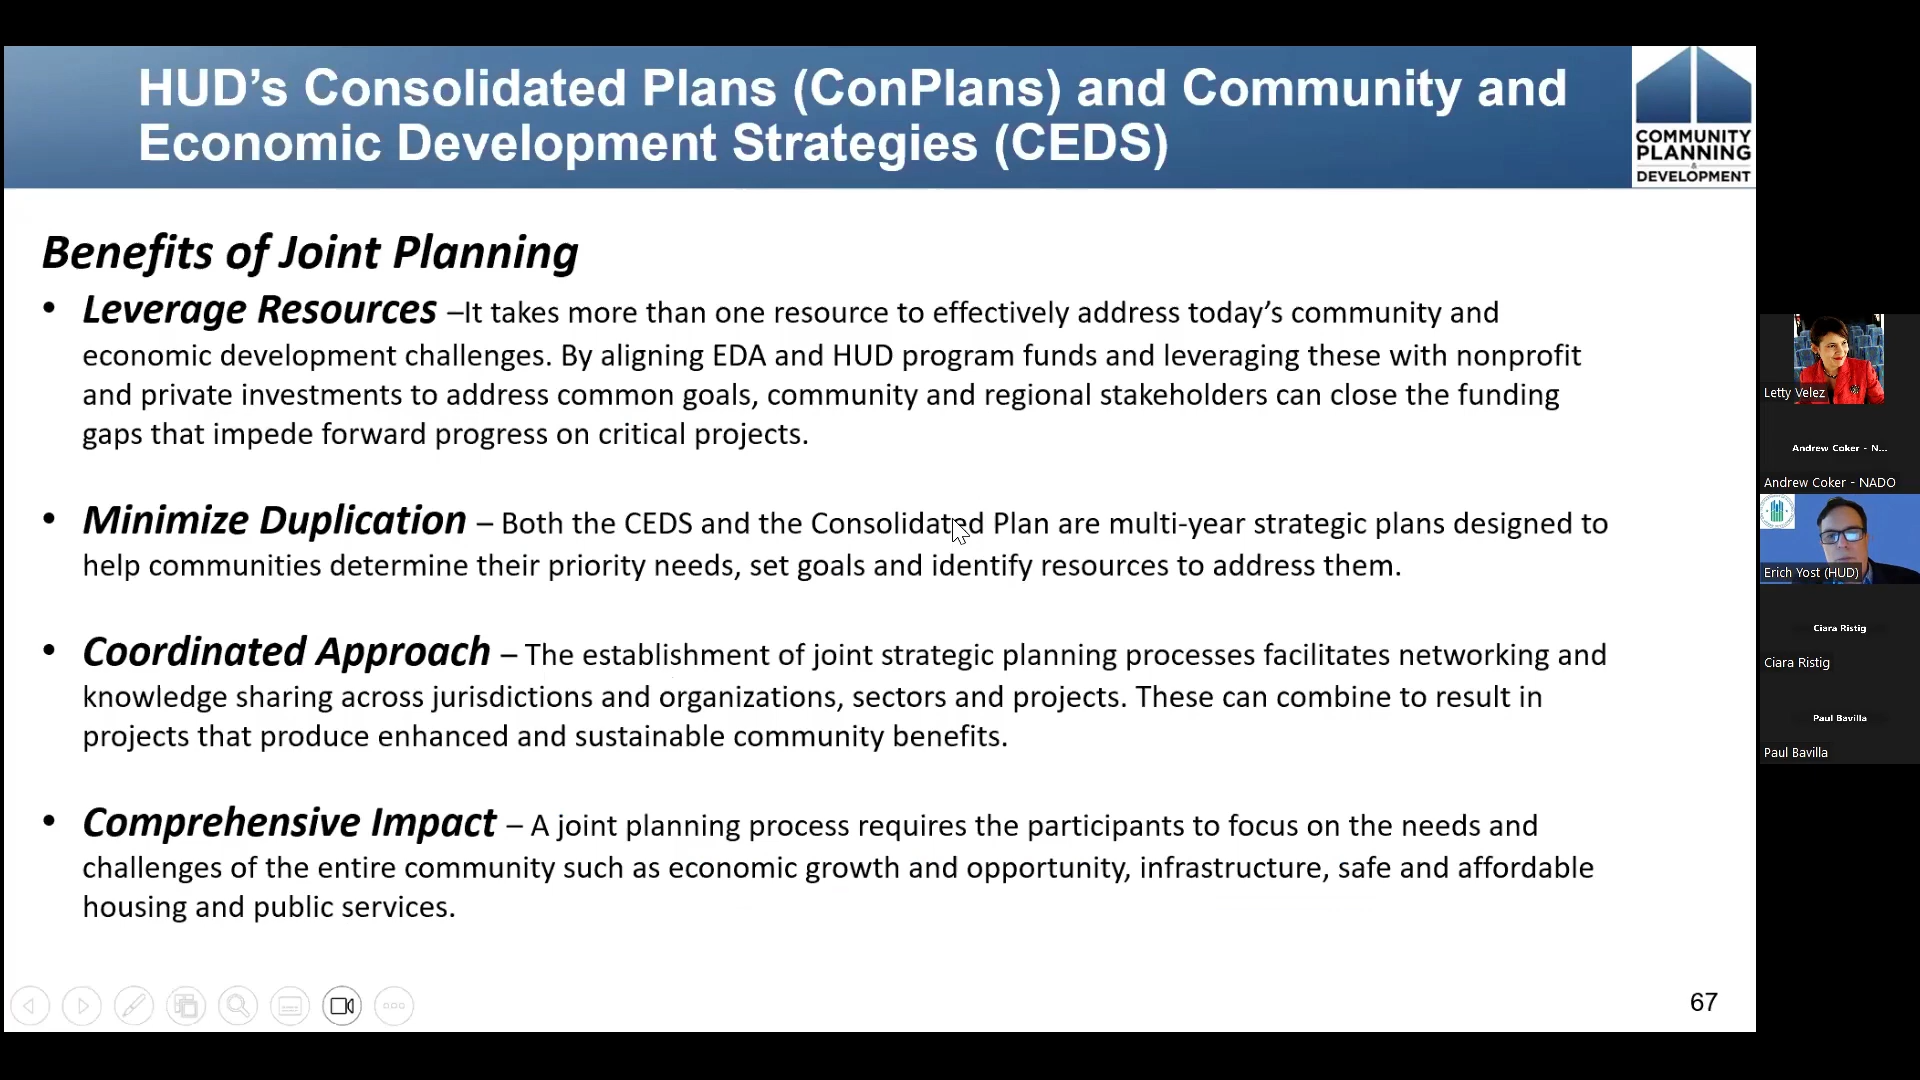 HUD’s Consolidated Plans (ConPlans) and Community and
Economic Development Strategies (CEDS)
COMMUNITY
PLANNING
&
DEVELOPMENT
Benefits of Joint Planning
• Leverage Resources –It takes more than one resource to effectively address today’s community and
economic development challenges. By aligning EDA and HUD program funds and leveraging these with nonprofit
and private investments to address common goals, community and regional stakeholders can close the funding
gaps that impede forward progress on critical projects.
• Minimize Duplication – Both the CEDS and the Consolidated Plan are multi-year strategic plans designed to
help communities determine their priority needs, set goals and identify resources to address them.
• Coordinated Approach – The establishment of joint strategic planning processes facilitates networking and
knowledge sharing across jurisdictions and organizations, sectors and projects. These can combine to result in
projects that produce enhanced and sustainable community benefits.
• Comprehensive Impact – A joint planning process requires the participants to focus on the needs and
challenges of the entire community such as economic growth and opportunity, infrastructure, safe and affordable
housing and public services.
67
Letty Velez
Andrew Coker - N...
Andrew Coker - NADO
Erich Yost (HUD)
Ciara Ristig
Ciara Ristig
Paul Bavilla
Paul Bavilla